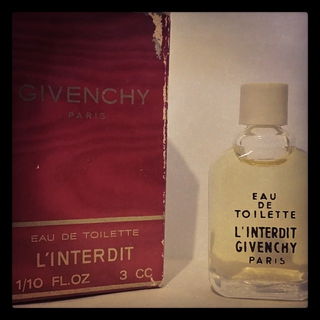 GIVENCHY
PARIS
EAU DE TOILETTE
L'INTERDIT
1/10 FL.OZ 3 CC
EAU
DE
TOILETTE
L'INTERDIT
GIVENCHY
PARIS